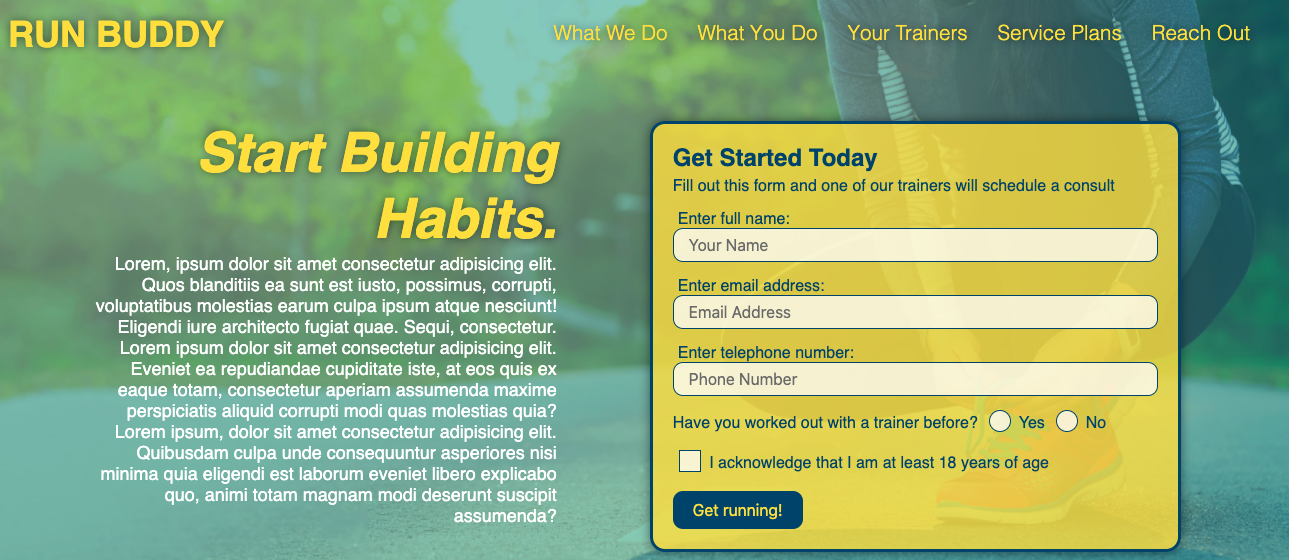 RUN BUDDY
What We Do
What You Do
Your Trainers
Service Plans
Reach Out
Start Building
Habits.
Lorem, ipsum dolor sit amet consectetur adipisicing elit.
Quos blanditiis ea sunt est iusto, possimus, corrupti,
voluptatibus molestias earum culpa ipsum atque nesciunt!
Eligendi iure architecto fugiat quae. Sequi, consectetur.
Lorem ipsum dolor sit amet consectetur adipisicing elit.
Eveniet ea repudiandae cupiditate iste, at eos quis ex
eaque totam, consectetur aperiam assumenda maxime
perspiciatis aliquid corrupti modi quas molestias quia?
Lorem ipsum, dolor sit amet consectetur adipisicing elit.
Quibusdam culpa unde consequuntur asperiores nisi
minima quia eligendi est laborum eveniet libero explicabo
quo, animi totam magnam modi deserunt suscipit
assumenda?
Get Started Today
Fill out this form and one of our trainers will schedule a consult
Enter full name:
Your Name
Enter email address:
Email Address
Enter telephone number:
Phone Number
Have you worked out with a trainer before? Yes No
I acknowledge that I am at least 18 years of age
Get running!